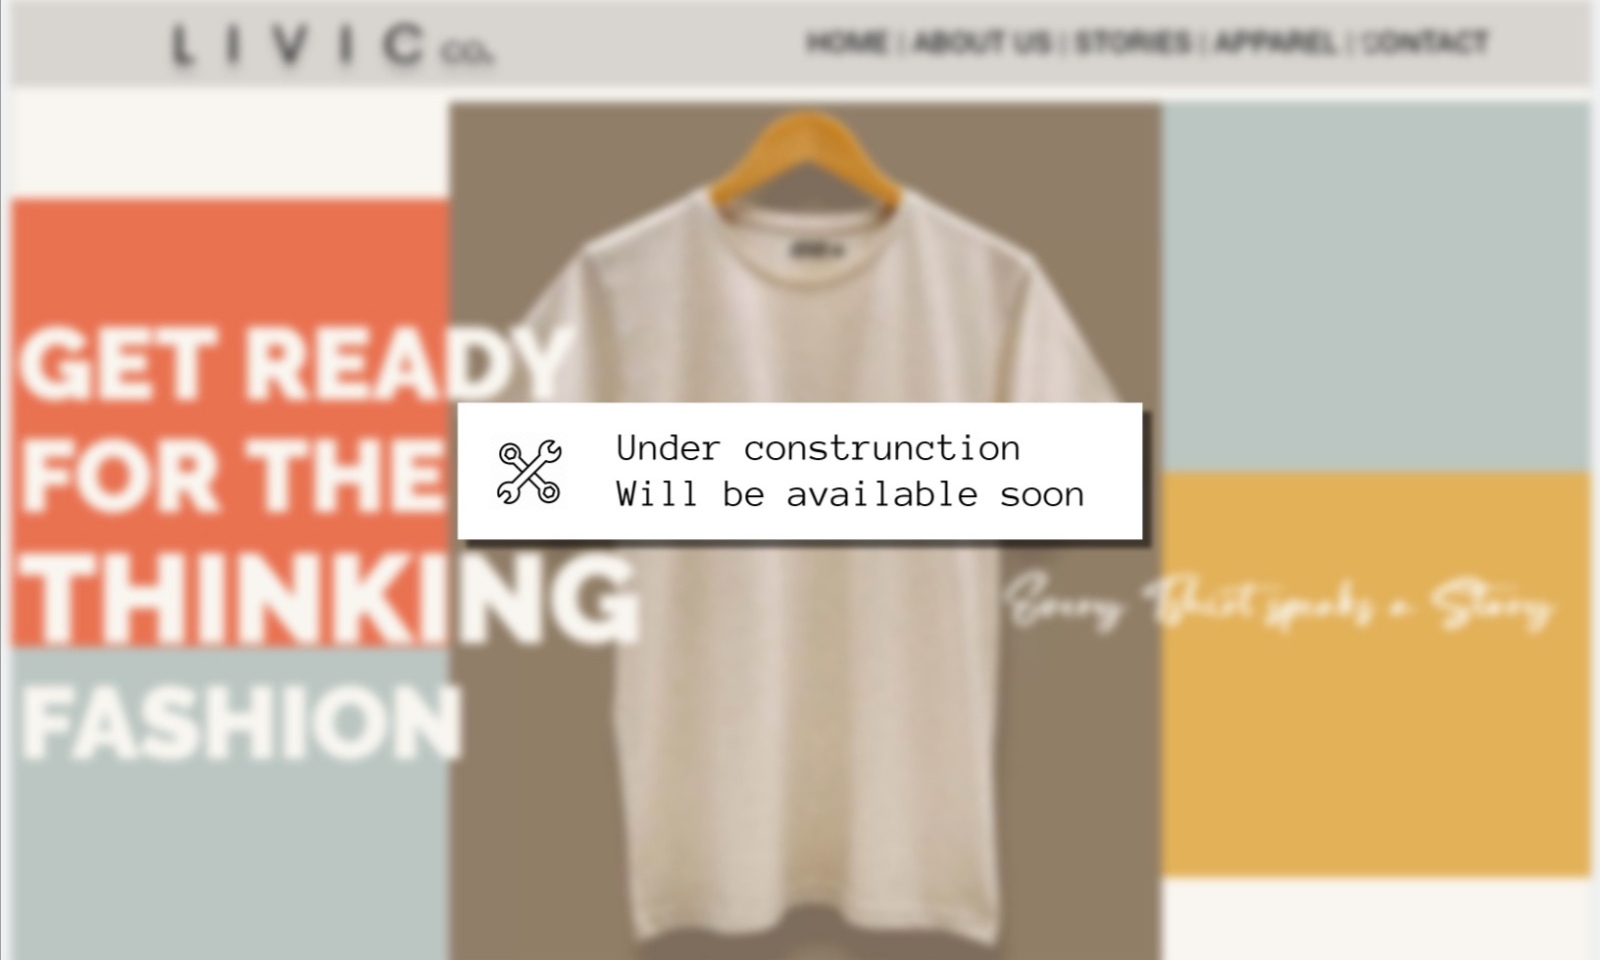 LIVIC co.
HOME | ABOUT US | STORIES | APPAREL | CONTACT
GET READY
FOR THE
THINKING
FASHION
Under construnction
Will be available soon
Every Tshirt speaks a Story